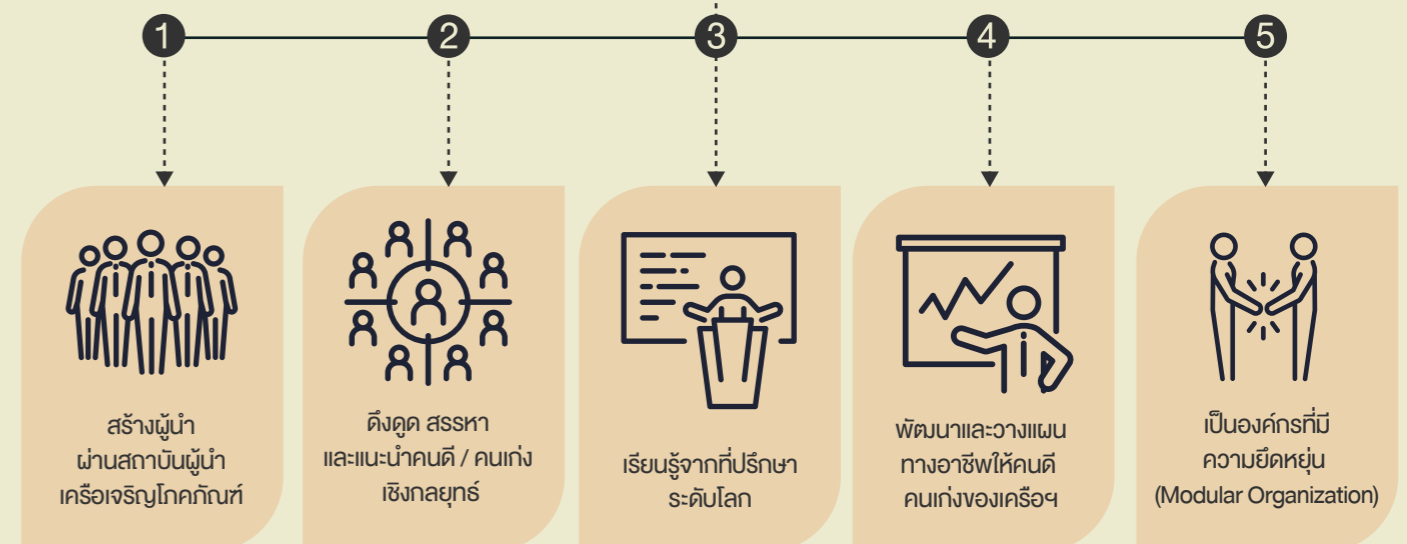 1
2
3
4
5
สร้างผู้นำ
ผ่านสถาบันผู้นำ
เครือเจริญโภคภัณฑ์
ดึงดูด สรรหา
และแนะนำคนดี / คนเก่ง
เชิงกลยุทธ์
เรียนรู้จากที่ปรึกษา
ระดับโลก
พัฒนาและวางแผน
ทางอาชีพให้คนดี
คนเก่งของเครือฯ
เป็นองค์กรที่มี
ความยืดหยุ่น
(Modular Organization)